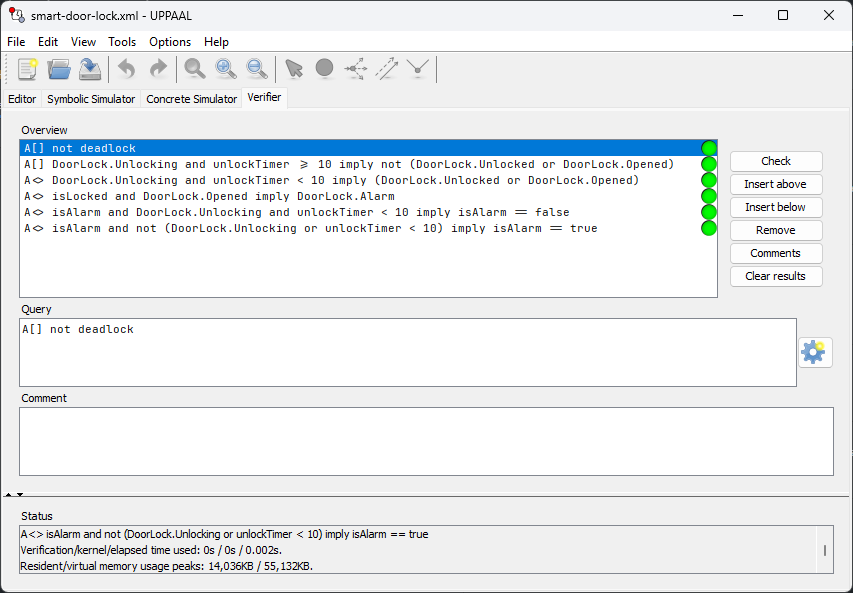 smart-door-lock.xml - UPPAAL
File Edit View Tools Options Help
Editor Symbolic Simulator Concrete Simulator Verifier
Overview
A[] not deadlock
A[] DoorLock.Unlocking and unlockTimer ⩾ 10 imply not (DoorLock.Unlocked or DoorLock.Opened)
A<> DoorLock.Unlocking and unlockTimer < 10 imply (DoorLock.Unlocked or DoorLock.Opened)
A<> isLocked and DoorLock.Opened imply DoorLock.Alarm
A<> isAlarm and DoorLock.Unlocking and unlockTimer < 10 imply isAlarm == false
A<> isAlarm and not (DoorLock.Unlocking or unlockTimer < 10) imply isAlarm == true
Check
Insert above
Insert below
Remove
Comments
Clear results
Query
A[] not deadlock
Comment
Status
A<> isAlarm and not (DoorLock.Unlocking or unlockTimer < 10) imply isAlarm == true
Verification/kernel/elapsed time used: 0s / 0s / 0.002s.
Resident/virtual memory usage peaks: 14,036KB / 55,132KB.